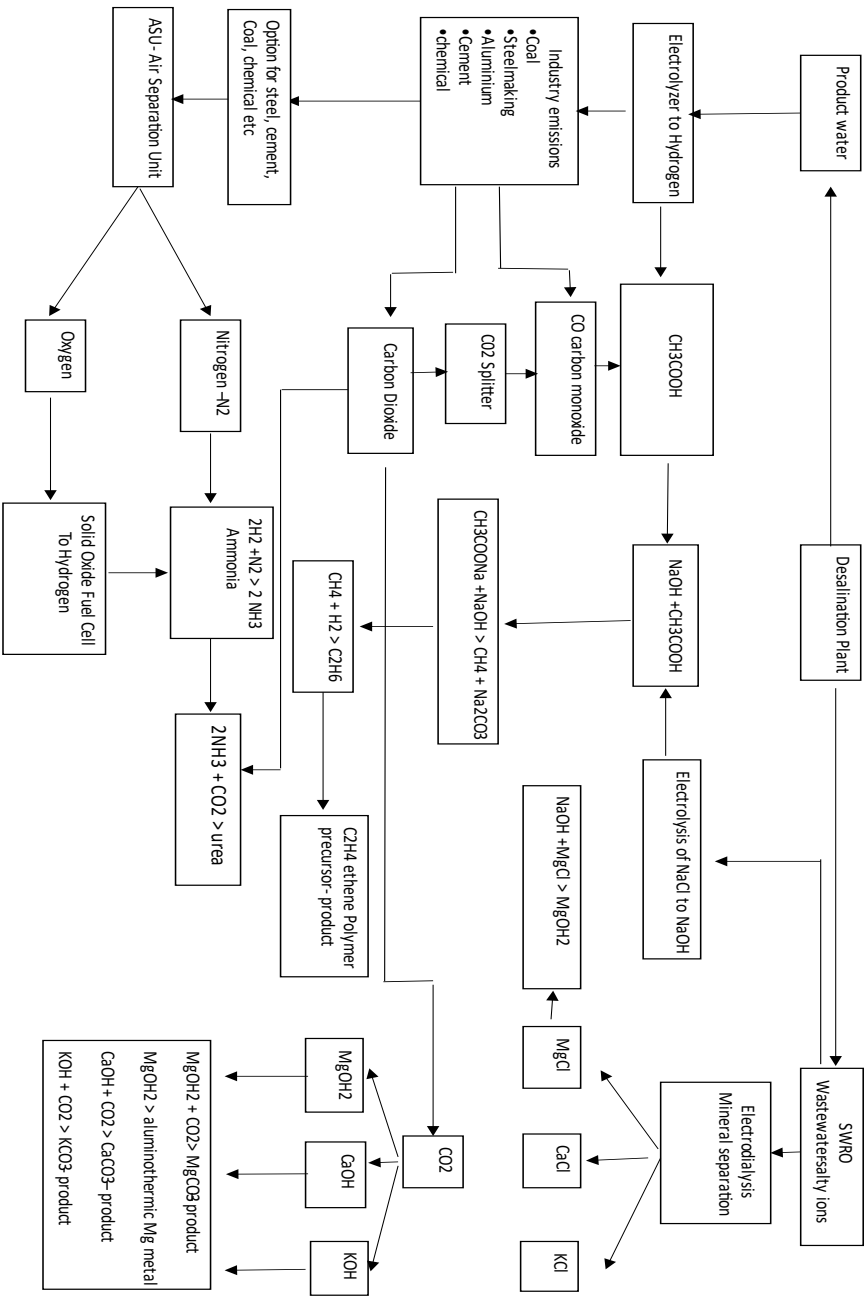 Product water
Desalination Plant
SWRO
Wastewatersalty ions
Electrolyzer to Hydrogen
CH3COOH
NaOH +CH3COOH
Electrolysis of NaCl to NaOH
Electrodialysis
Mineral separation
Industry emissions
•Coal
•Steelmaking
•Aluminium
•Cement
•chemical
CO carbon monoxide
C02 Splitter
Carbon Dioxide
CH3COONa +NaOH > CH4 + Na2CO3
NaOH +MgCl > MgOH2
MgCl
CaCl
KCl
CO2
Option for steel, cement,
Coal, chemical etc
CH4 + H2 > C2H6
C2H4 ethene Polymer
precursor- product
MgOH2
CaOH
KOH
ASU- Air Separation Unit
Nitrogen –N2
2H2 +N2 > 2 NH3
Ammonia
2NH3 + CO2 > urea
MgOH2 + CO2> MgCO3 product
MgOH2 > aluminothermic Mg metal
CaOH + CO2 > CaCO3– product
KOH + CO2 > KCO3- product
Oxygen
Solid Oxide Fuel Cell
To Hydrogen